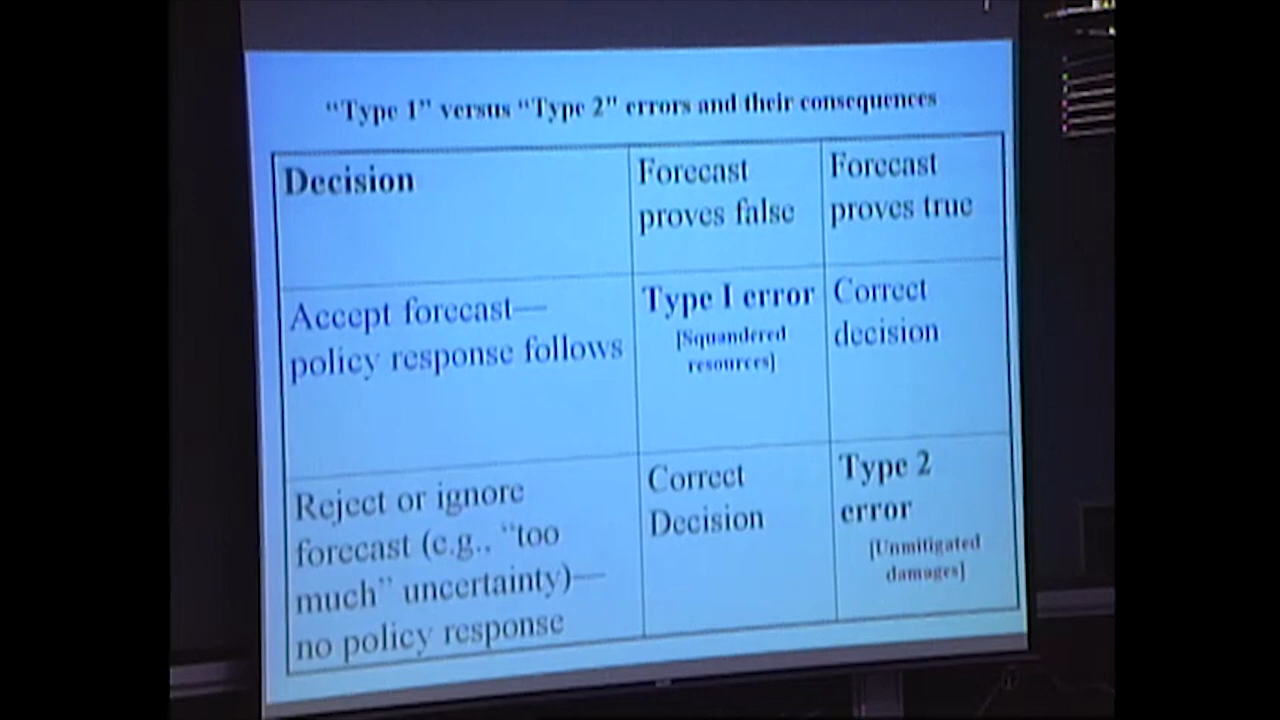 “Type 1” versus “Type 2” errors and their consequences
Decision
Forecast
proves false
Forecast
proves true
Accept forecast—
policy response follows
Type I error
[Squandered
resources]
Correct
decision
Reject or ignore
forecast (e.g., “too
much” uncertainty)—
no policy response
Correct
Decision
Type 2
error
[Unmitigated
damages]